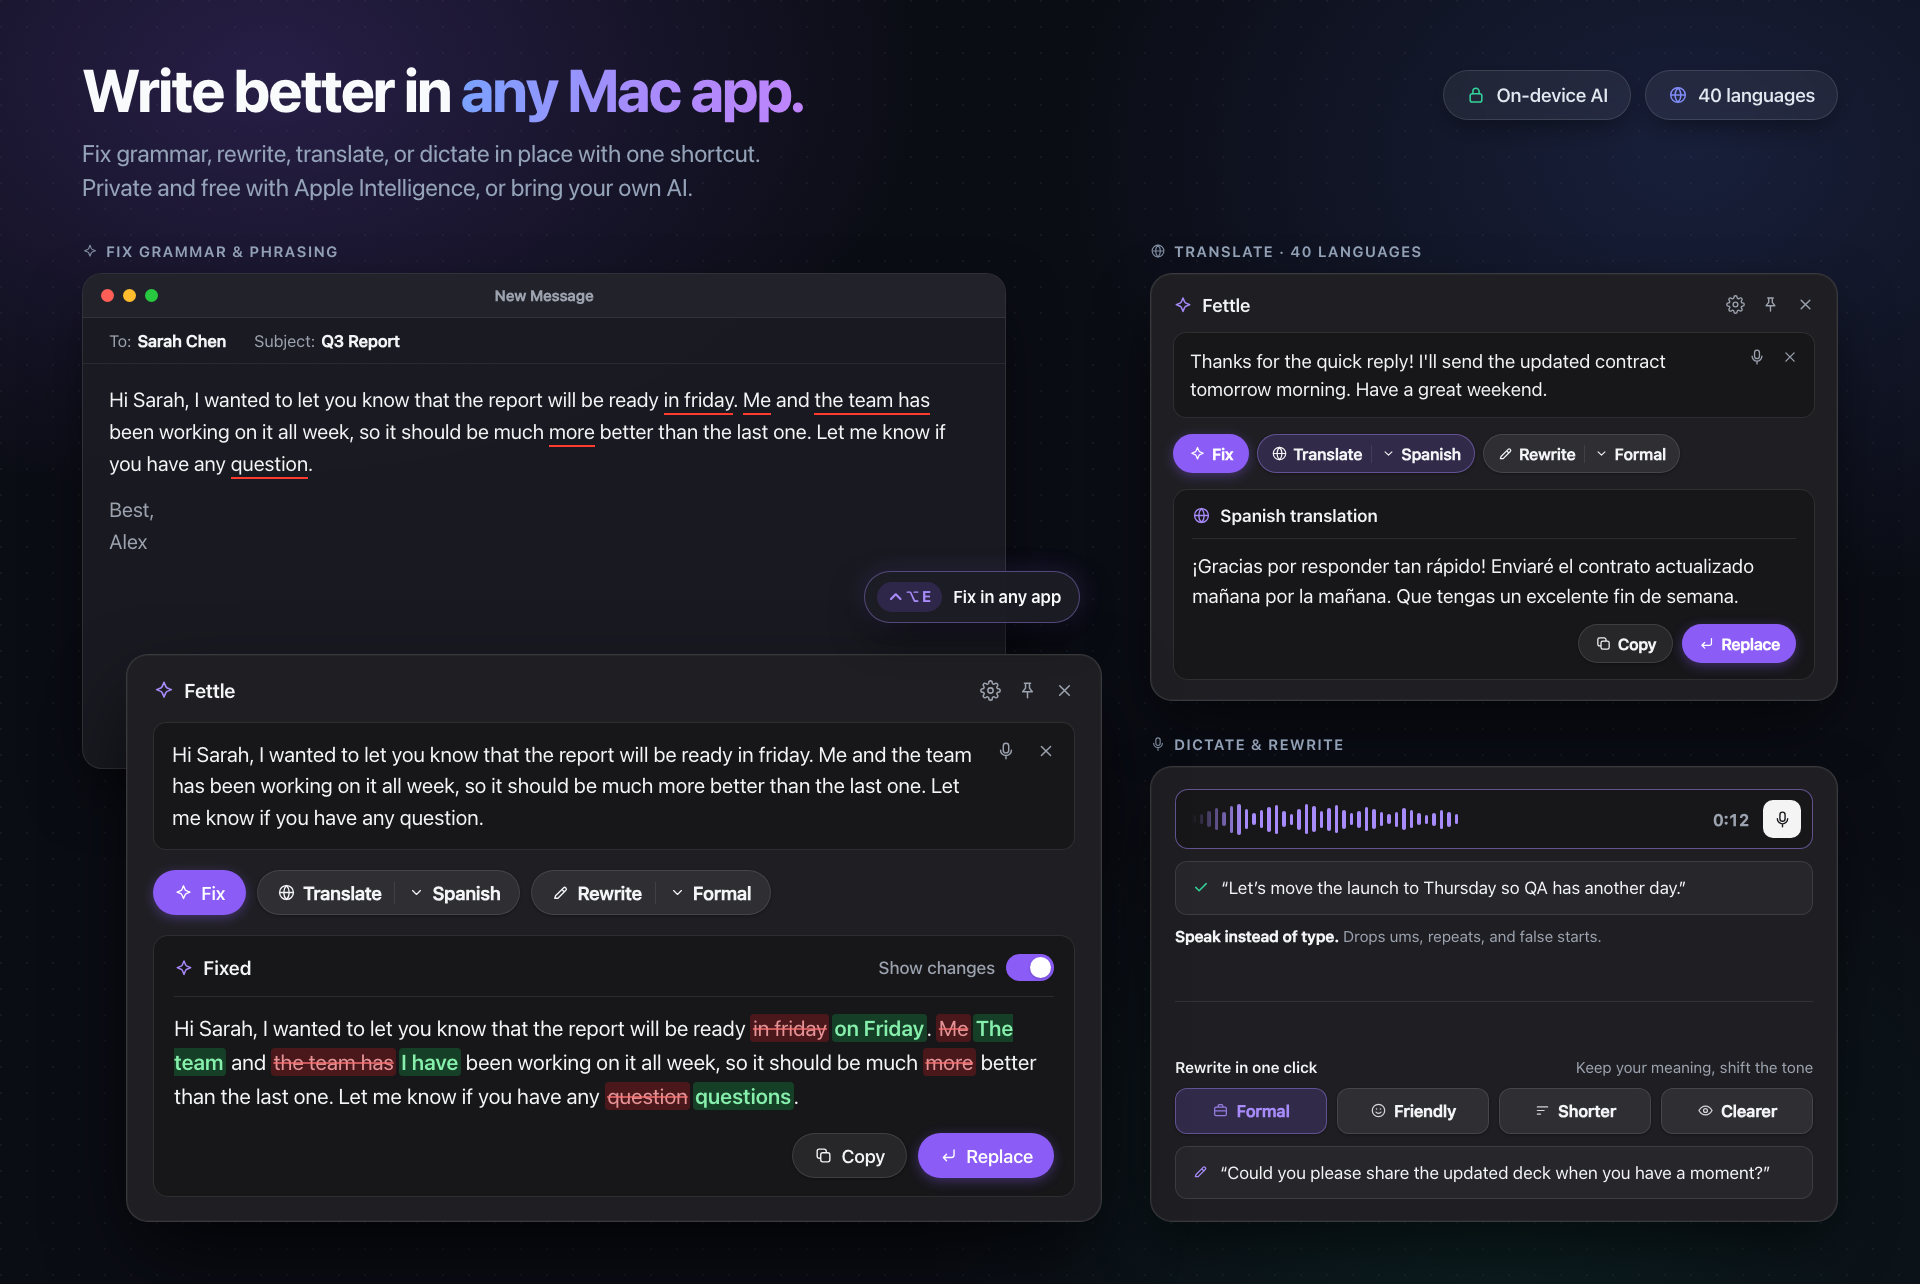 Write better in any Mac app.
Fix grammar, rewrite, translate, or dictate in place with one shortcut.
Private and free with Apple Intelligence, or bring your own AI.
On-device AI
40 languages
FIX GRAMMAR & PHRASING
New Message
To: Sarah Chen Subject: Q3 Report
Hi Sarah, I wanted to let you know that the report will be ready in friday. Me and the team has
been working on it all week, so it should be much more better than the last one. Let me know if
you have any question.
Best,
Alex
⌃⌥E Fix in any app
Fettle
Hi Sarah, I wanted to let you know that the report will be ready in friday. Me and the team
has been working on it all week, so it should be much more better than the last one. Let
me know if you have any question.
Fix Translate Spanish Rewrite Formal
Fixed Show changes
Hi Sarah, I wanted to let you know that the report will be ready in friday on Friday. Me The
team and the team has I have been working on it all week, so it should be much more better
than the last one. Let me know if you have any question questions.
Copy Replace
TRANSLATE · 40 LANGUAGES
Fettle
Thanks for the quick reply! I'll send the updated contract
tomorrow morning. Have a great weekend.
Fix Translate Spanish Rewrite Formal
Spanish translation
¡Gracias por responder tan rápido! Enviaré el contrato actualizado
mañana por la mañana. Que tengas un excelente fin de semana.
Copy Replace
DICTATE & REWRITE
0:12
“Let’s move the launch to Thursday so QA has another day.”
Speak instead of type. Drops ums, repeats, and false starts.
Rewrite in one click Keep your meaning, shift the tone
Formal Friendly Shorter Clearer
“Could you please share the updated deck when you have a moment?”